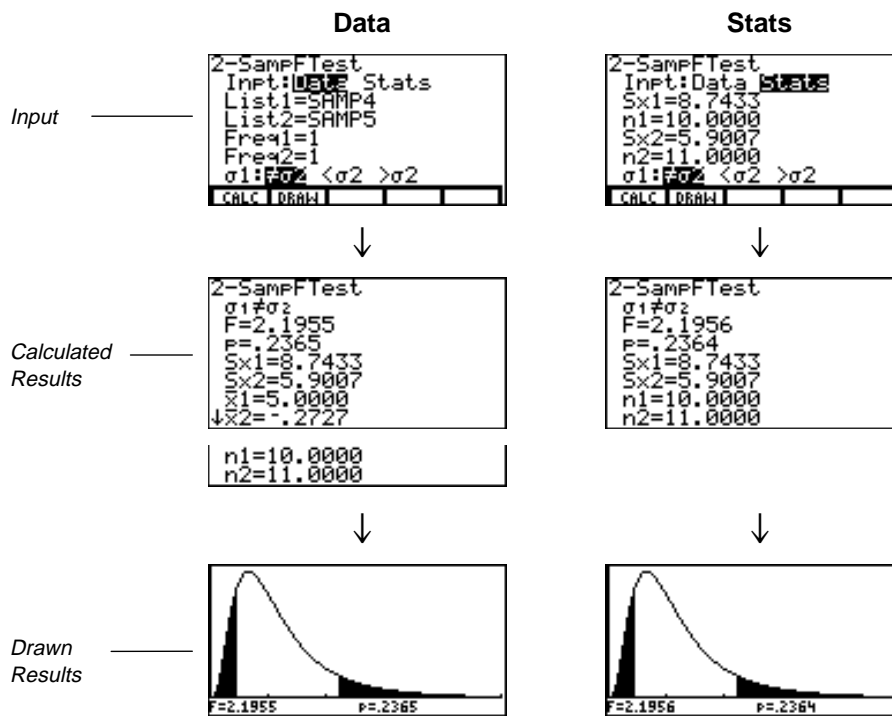 Data
Stats
Input
2-SampFTest
Inpt:Data Stats
List1=SAMP4
List2=SAMP5
Freq1=1
Freq2=1
σ1:≠σ2 <σ2 >σ2
CALC DRAW
2-SampFTest
Inpt:Data Stats
Sx1=8.7433
n1=10.0000
Sx2=5.9007
n2=11.0000
σ1:≠σ2 <σ2 >σ2
CALC DRAW
↓
↓
Calculated
Results
2-SampFTest
σ1≠σ2
F=2.1955
p=.2365
Sx1=8.7433
Sx2=5.9007
x̄1=5.0000
↓x̄2=-.2727
n1=10.0000
n2=11.0000
2-SampFTest
σ1≠σ2
F=2.1956
p=.2364
Sx1=8.7433
Sx2=5.9007
n1=10.0000
n2=11.0000
↓
↓
Drawn
Results
F=2.1955 P=.2365
F=2.1956 P=.2364